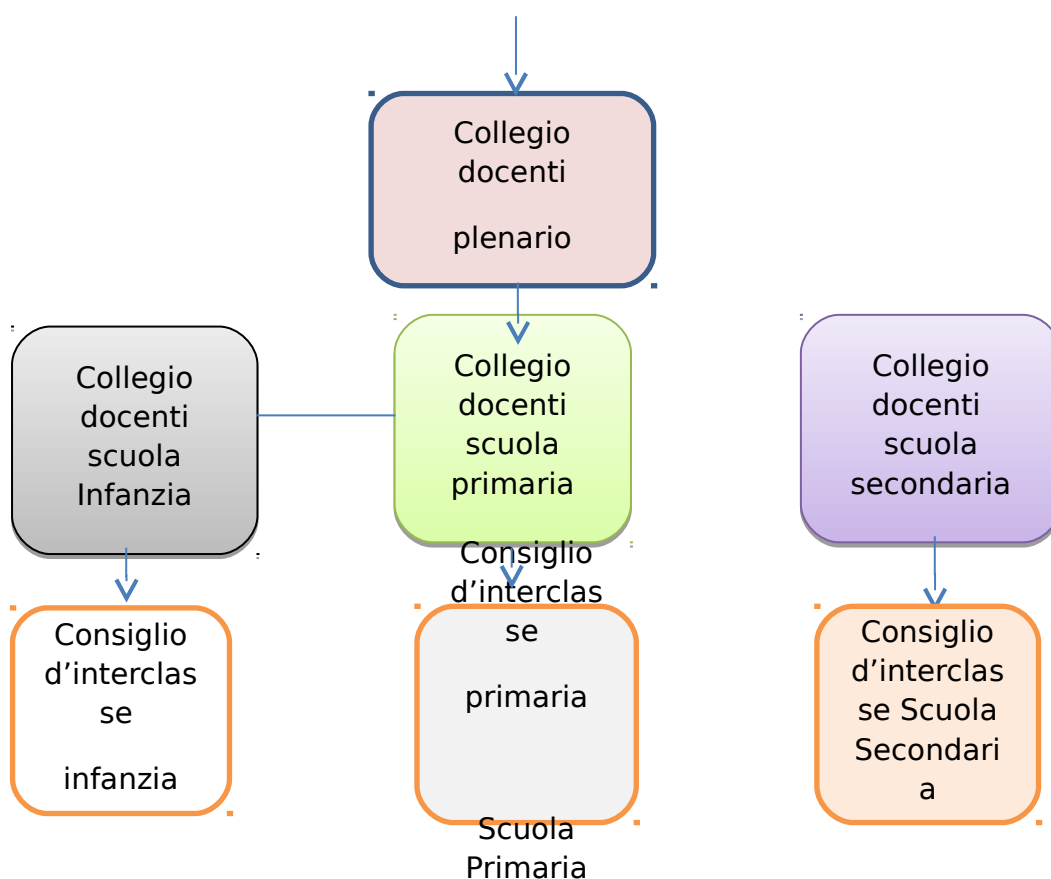 Collegio
docenti
plenario
Collegio
docenti
scuola
Infanzia
Collegio
docenti
scuola
primaria
Collegio
docenti
scuola
secondaria
Consiglio
d’interclas
se
infanzia
Consiglio
d’interclas
se
primaria
Scuola
Primaria
Consiglio
d’interclas
se Scuola
Secondari
a